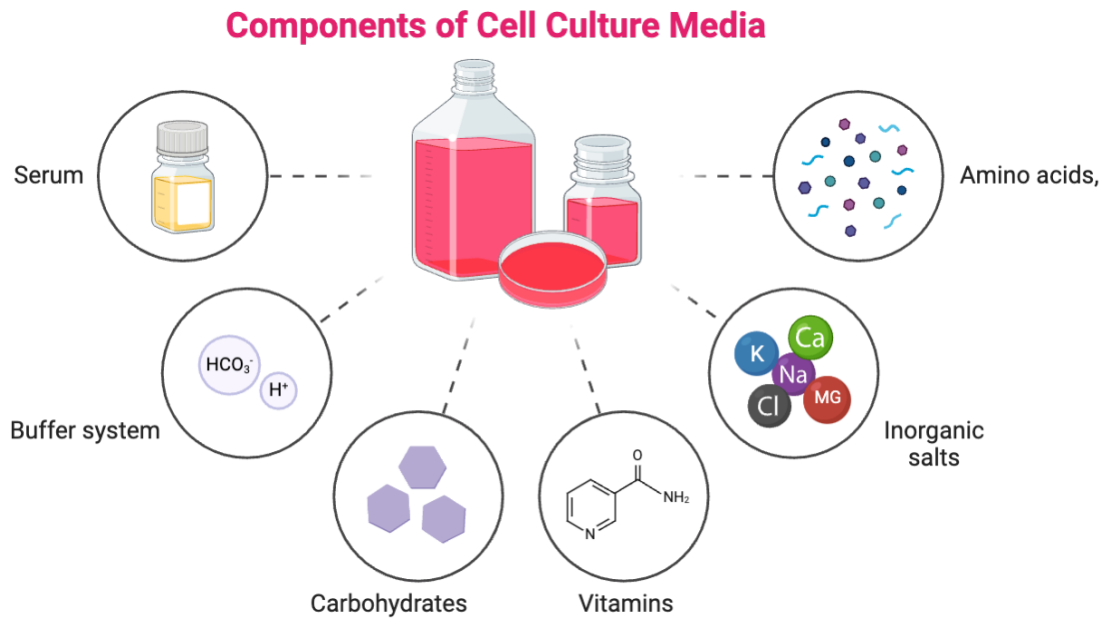 Components of Cell Culture Media
Serum
Amino acids,
HCO₃⁻
H⁺
Buffer system
K
Ca
Na
Cl
MG
Inorganic
salts
O
NH₂
N
Carbohydrates
Vitamins